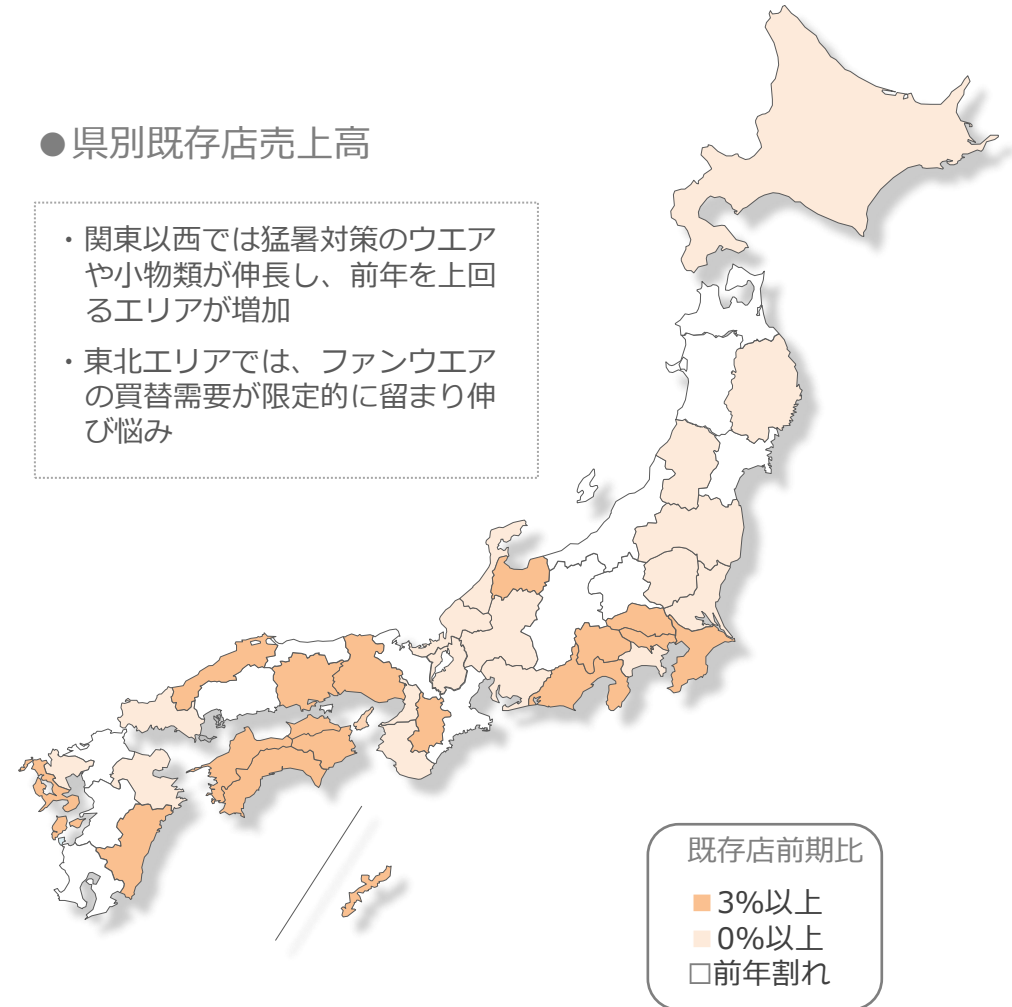 ●県別既存店売上高
・関東以西では猛暑対策のウエア
や小物類が伸長し、前年を上回
るエリアが増加
・東北エリアでは、ファンウエア
の買替需要が限定的に留まり伸
び悩み
既存店前期比
■3%以上
■0%以上
□前年割れ